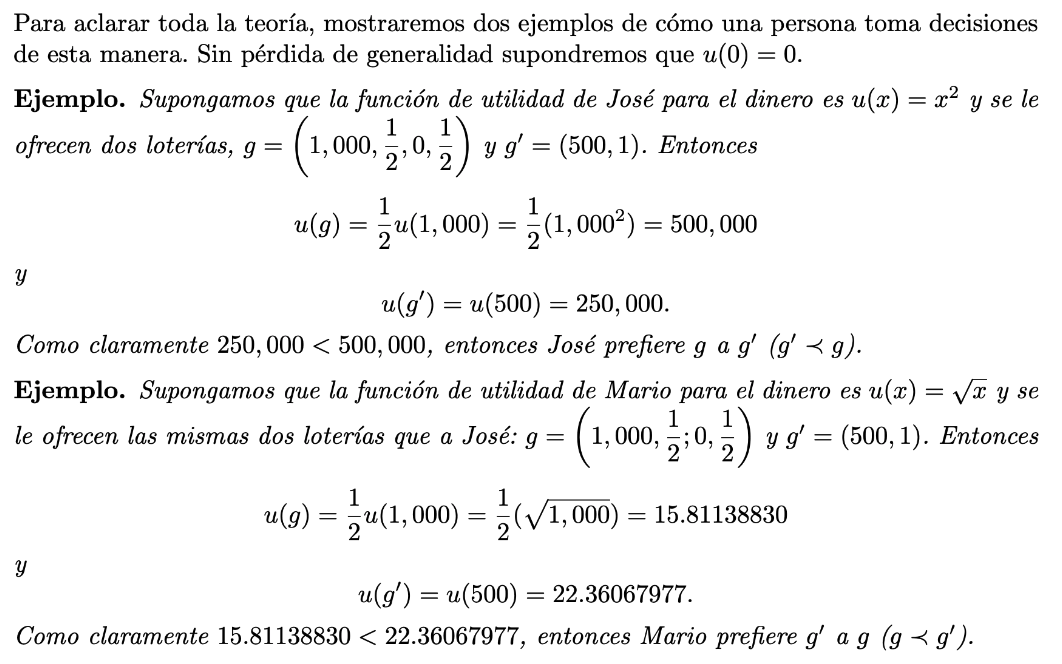 Para aclarar toda la teoría, mostraremos dos ejemplos de cómo una persona toma decisiones
de esta manera. Sin pérdida de generalidad supondremos que u(0) = 0.
Ejemplo. Supongamos que la función de utilidad de José para el dinero es u(x) = x² y se le
ofrecen dos loterías, g = (1,000, 1/2, 0, 1/2) y g′ = (500, 1). Entonces
u(g) = 1/2 u(1,000) = 1/2 (1,000²) = 500,000
y
u(g′) = u(500) = 250,000.
Como claramente 250,000 < 500,000, entonces José prefiere g a g′ (g′ ≺ g).
Ejemplo. Supongamos que la función de utilidad de Mario para el dinero es u(x) = √x y se
le ofrecen las mismas dos loterías que a José: g = (1,000, 1/2; 0, 1/2) y g′ = (500, 1). Entonces
u(g) = 1/2 u(1,000) = 1/2 (√1,000) = 15.81138830
y
u(g′) = u(500) = 22.36067977.
Como claramente 15.81138830 < 22.36067977, entonces Mario prefiere g′ a g (g ≺ g′).